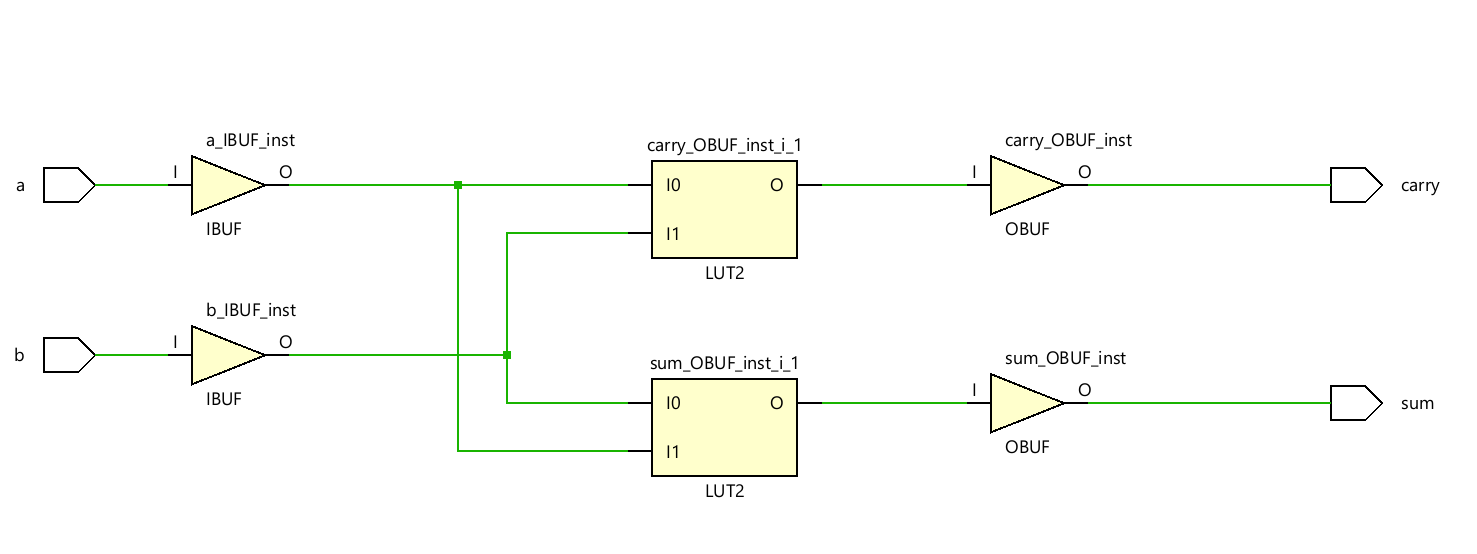 a_IBUF_inst
carry_OBUF_inst_i_1
carry_OBUF_inst
a
I
O
I0
O
I
O
carry
IBUF
I1
OBUF
LUT2
b_IBUF_inst
b
I
O
sum_OBUF_inst_i_1
sum_OBUF_inst
IBUF
I0
O
I
O
sum
I1
OBUF
LUT2